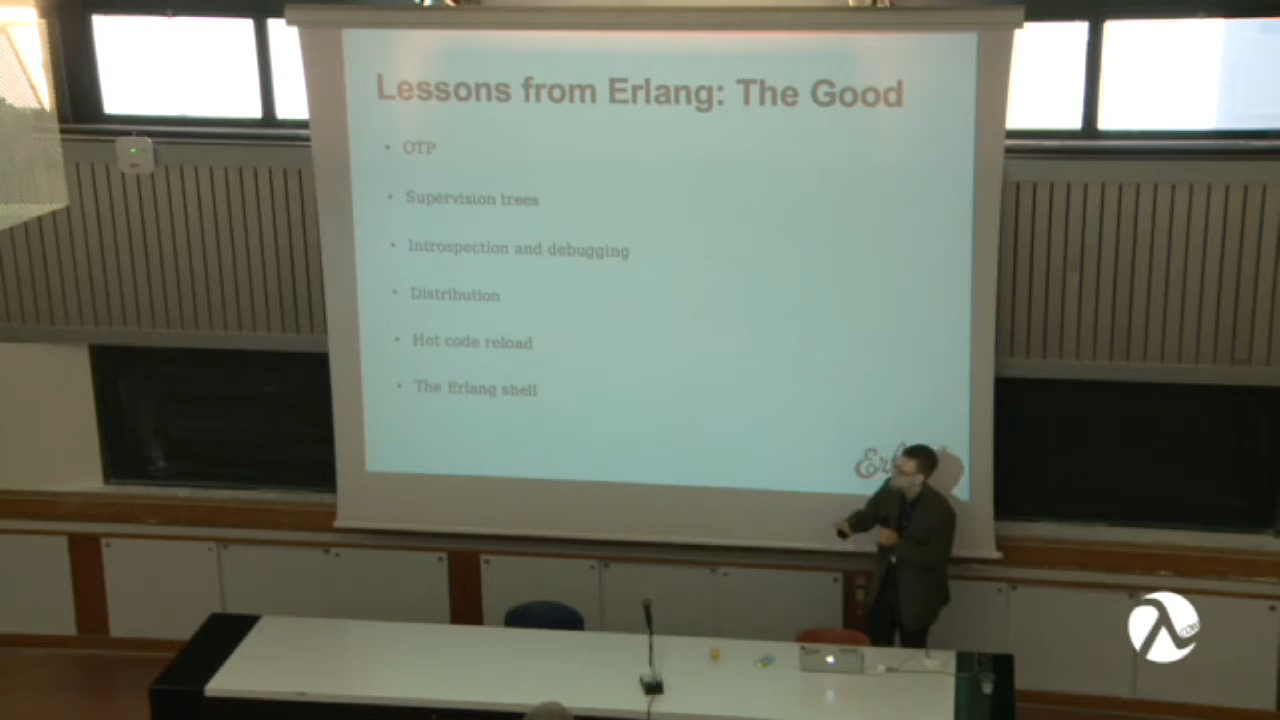 Lessons from Erlang: The Good
• OTP
• Supervision trees
• Introspection and debugging
• Distribution
• Hot code reload
• The Erlang shell
λ